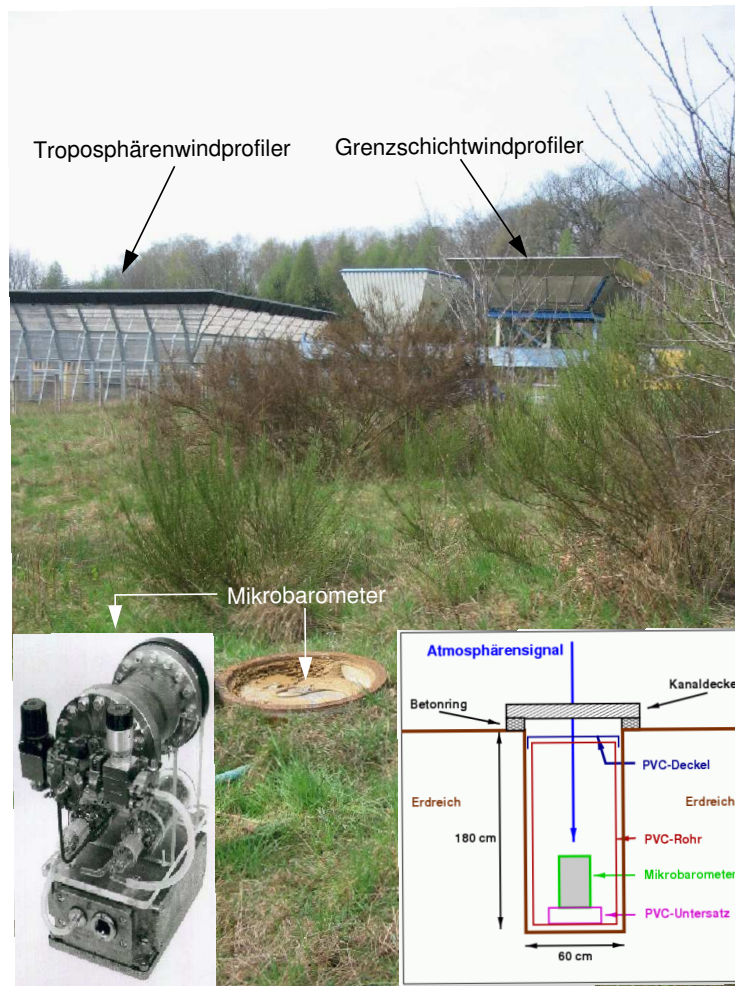 Troposphärenwindprofiler
Grenzschichtwindprofiler
Mikrobarometer
Atmosphärensignal
Kanaldecke
Betonring
PVC-Deckel
Erdreich
Erdreich
180 cm
PVC-Rohr
Mikrobarometer
PVC-Untersatz
60 cm